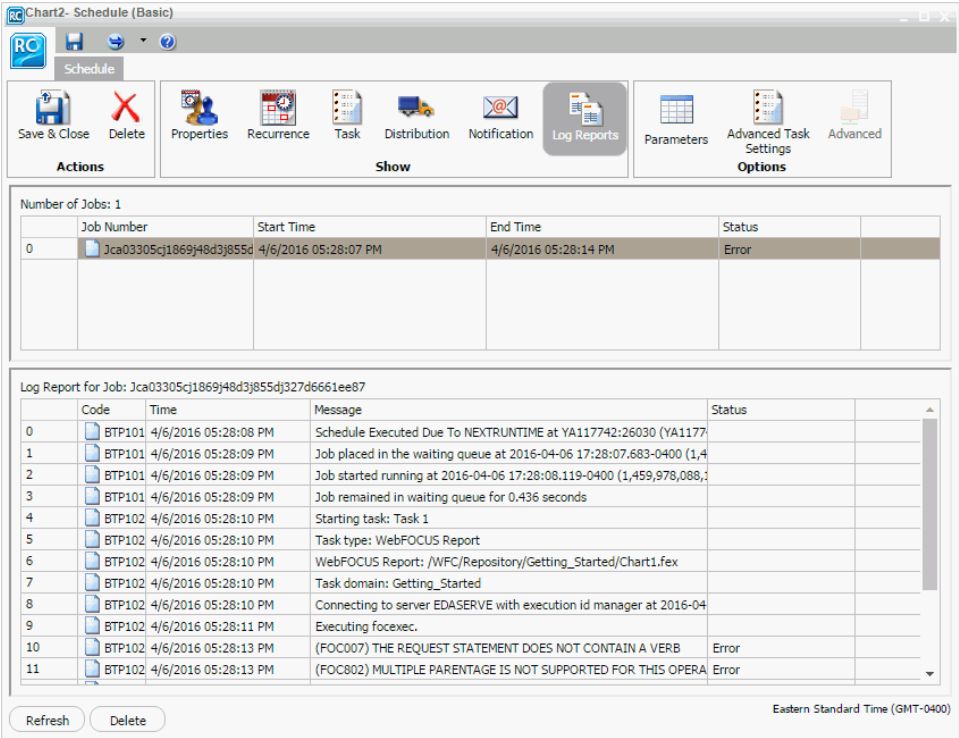 RC Chart2- Schedule (Basic)
RC
Schedule
Save & Close Delete Properties Recurrence Task Distribution Notification Log Reports Parameters Advanced Task Settings Advanced
Actions Show Options
Number of Jobs: 1
Job Number Start Time End Time Status
0 Jca03305cj1869j48d3j855d 4/6/2016 05:28:07 PM 4/6/2016 05:28:14 PM Error
Log Report for Job: Jca03305cj1869j48d3j855dj327d6661ee87
Code Time Message Status
0 BTP101 4/6/2016 05:28:08 PM Schedule Executed Due To NEXTRUNTIME at YA117742:26030 (YA1177
1 BTP101 4/6/2016 05:28:09 PM Job placed in the waiting queue at 2016-04-06 17:28:07.683-0400 (1,4
2 BTP101 4/6/2016 05:28:09 PM Job started running at 2016-04-06 17:28:08.119-0400 (1,459,978,088,1
3 BTP101 4/6/2016 05:28:09 PM Job remained in waiting queue for 0.436 seconds
4 BTP102 4/6/2016 05:28:10 PM Starting task: Task 1
5 BTP102 4/6/2016 05:28:10 PM Task type: WebFOCUS Report
6 BTP102 4/6/2016 05:28:10 PM WebFOCUS Report: /WFC/Repository/Getting_Started/Chart1.fex
7 BTP102 4/6/2016 05:28:10 PM Task domain: Getting_Started
8 BTP102 4/6/2016 05:28:10 PM Connecting to server EDASERVE with execution id manager at 2016-04
9 BTP102 4/6/2016 05:28:11 PM Executing focexec.
10 BTP102 4/6/2016 05:28:13 PM (FOC007) THE REQUEST STATEMENT DOES NOT CONTAIN A VERB Error
11 BTP102 4/6/2016 05:28:13 PM (FOC802) MULTIPLE PARENTAGE IS NOT SUPPORTED FOR THIS OPERA Error
Eastern Standard Time (GMT-0400)
Refresh Delete